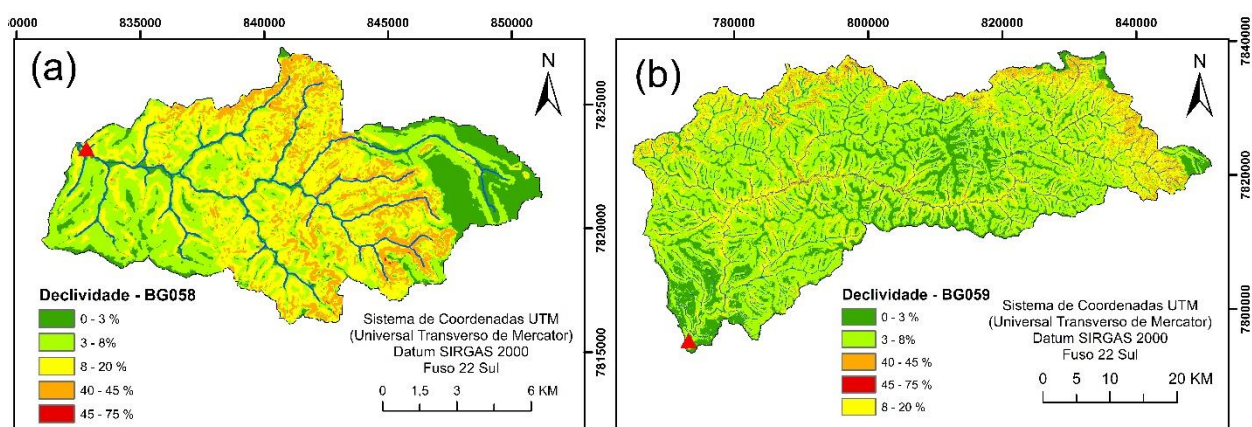 (a)
830000 835000 840000 845000 850000
N
7825000
7820000
7815000
Declividade - BG058
0 - 3 %
3 - 8%
8 - 20 %
40 - 45 %
45 - 75 %
Sistema de Coordenadas UTM
(Universal Transverso de Mercator)
Datum SIRGAS 2000
Fuso 22 Sul
0 1,5 3 6 KM
(b)
780000 800000 820000 840000
N
7840000
7820000
7800000
Declividade - BG059
0 - 3 %
3 - 8%
40 - 45 %
45 - 75 %
8 - 20 %
Sistema de Coordenadas UTM
(Universal Transverso de Mercator)
Datum SIRGAS 2000
Fuso 22 Sul
0 5 10 20 KM